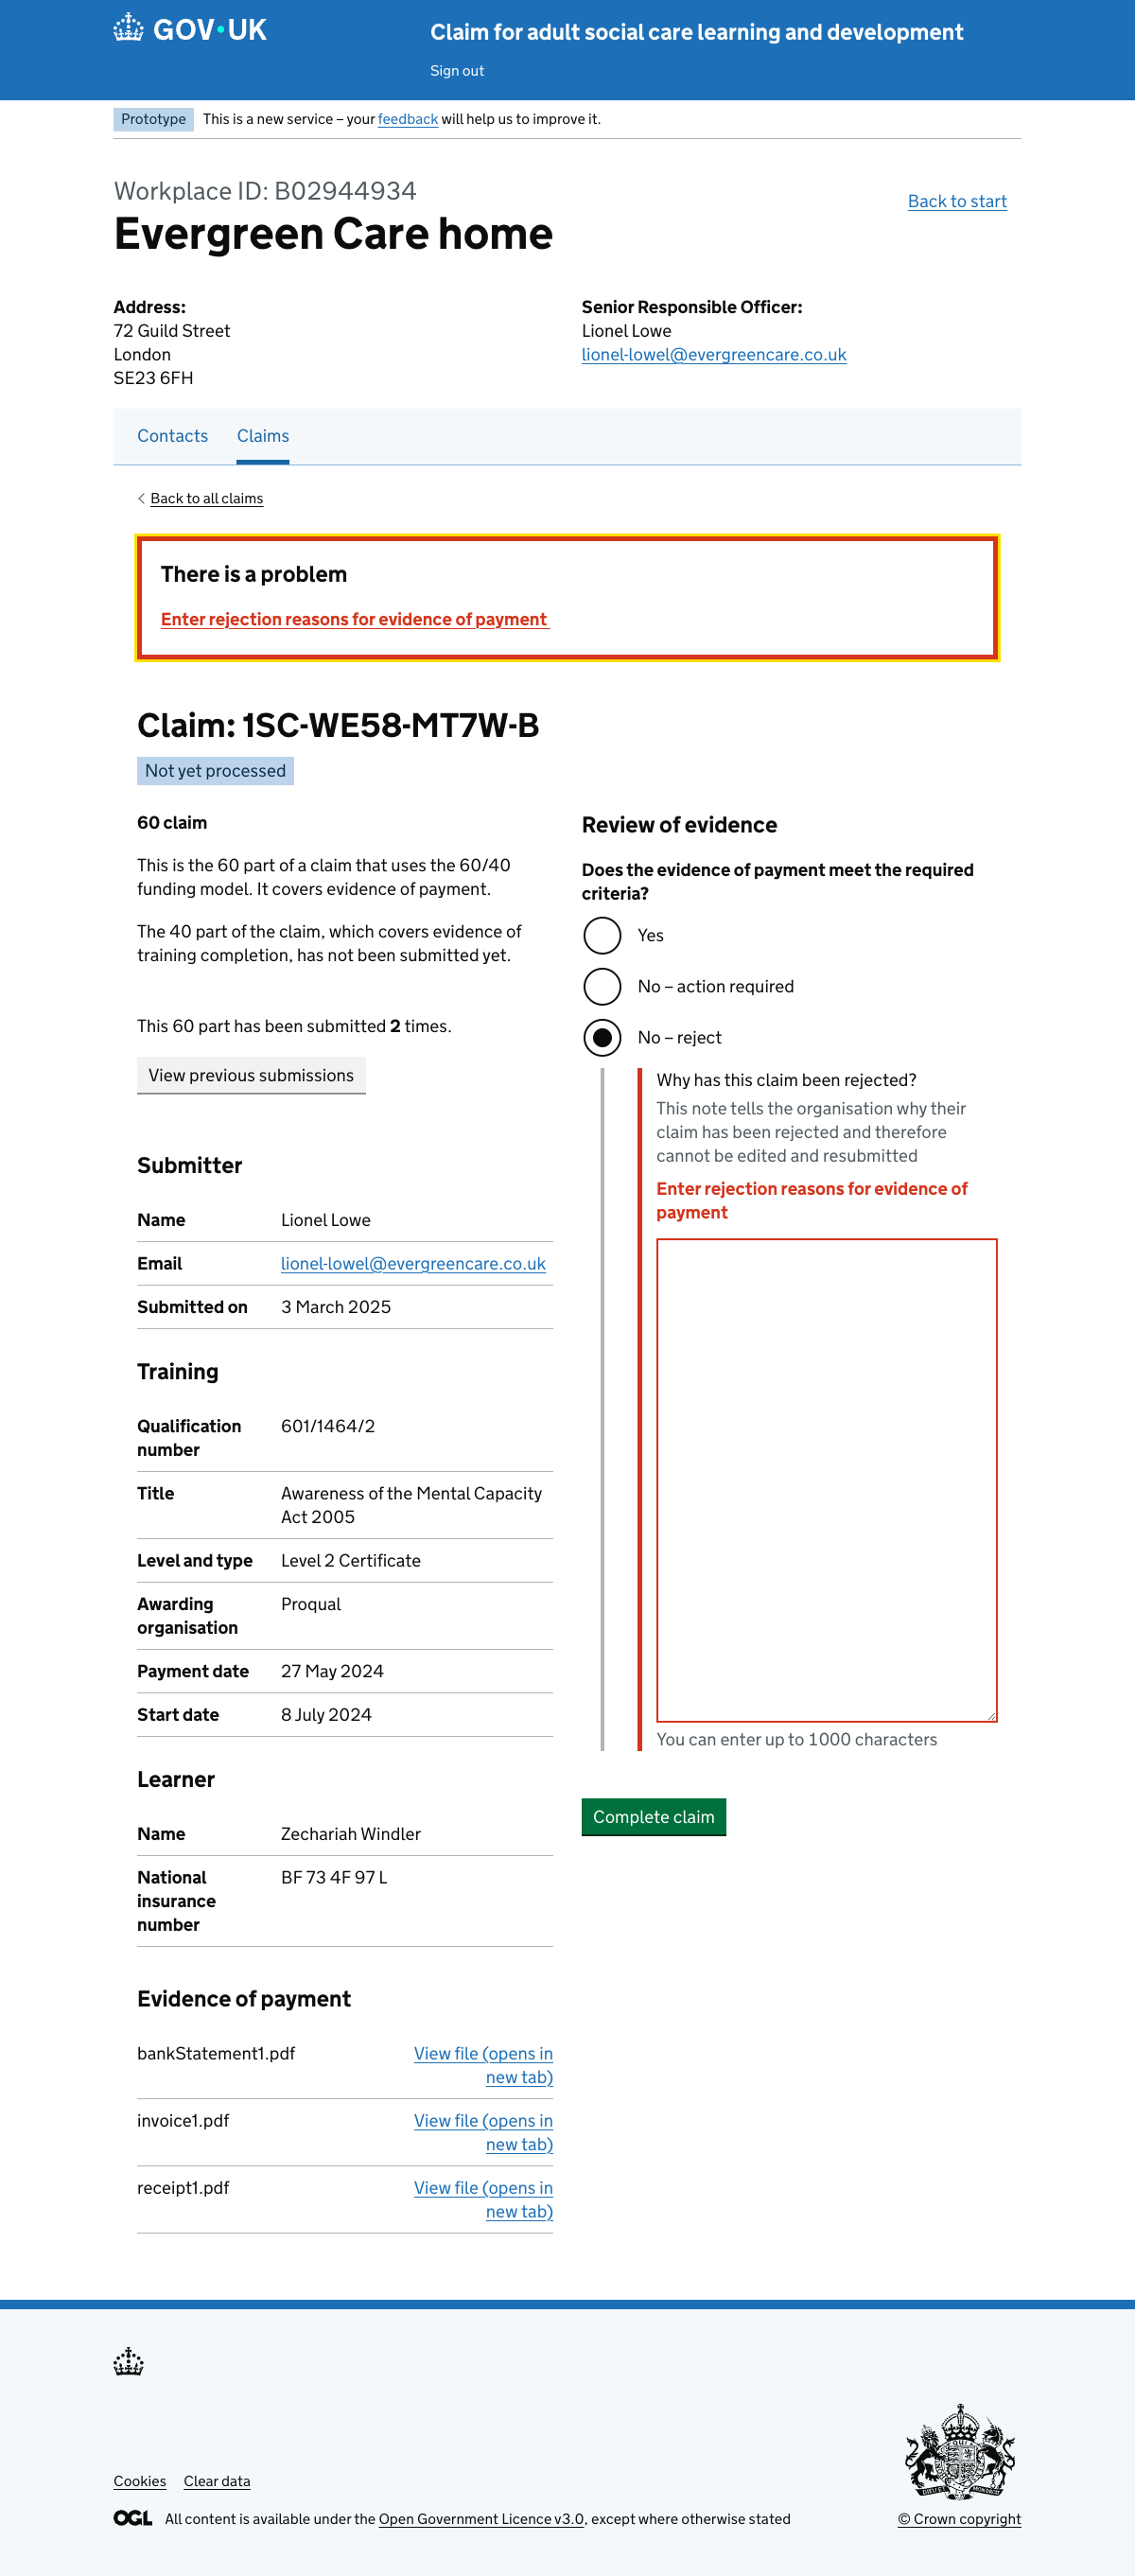 GOV·UK
Claim for adult social care learning and development
Sign out
Prototype This is a new service – your feedback will help us to improve it.
Workplace ID: B02944934
Evergreen Care home
Back to start
Address:
72 Guild Street
London
SE23 6FH
Senior Responsible Officer:
Lionel Lowe
lionel-lowel@evergreencare.co.uk
Contacts Claims
Back to all claims
There is a problem
Enter rejection reasons for evidence of payment
Claim: 1SC-WE58-MT7W-B
Not yet processed
60 claim
This is the 60 part of a claim that uses the 60/40
funding model. It covers evidence of payment.
The 40 part of the claim, which covers evidence of
training completion, has not been submitted yet.
This 60 part has been submitted 2 times.
View previous submissions
Submitter
Name Lionel Lowe
Email lionel-lowel@evergreencare.co.uk
Submitted on 3 March 2025
Training
Qualification
number
601/1464/2
Title Awareness of the Mental Capacity
Act 2005
Level and type Level 2 Certificate
Awarding
organisation
Proqual
Payment date 27 May 2024
Start date 8 July 2024
Learner
Name Zechariah Windler
National
insurance
number
BF 73 4F 97 L
Evidence of payment
bankStatement1.pdf View file (opens in
new tab)
invoice1.pdf View file (opens in
new tab)
receipt1.pdf View file (opens in
new tab)
Review of evidence
Does the evidence of payment meet the required
criteria?
Yes
No – action required
No – reject
Why has this claim been rejected?
This note tells the organisation why their
claim has been rejected and therefore
cannot be edited and resubmitted
Enter rejection reasons for evidence of
payment
You can enter up to 1000 characters
Complete claim
Cookies Clear data
OGL All content is available under the Open Government Licence v3.0, except where otherwise stated
© Crown copyright